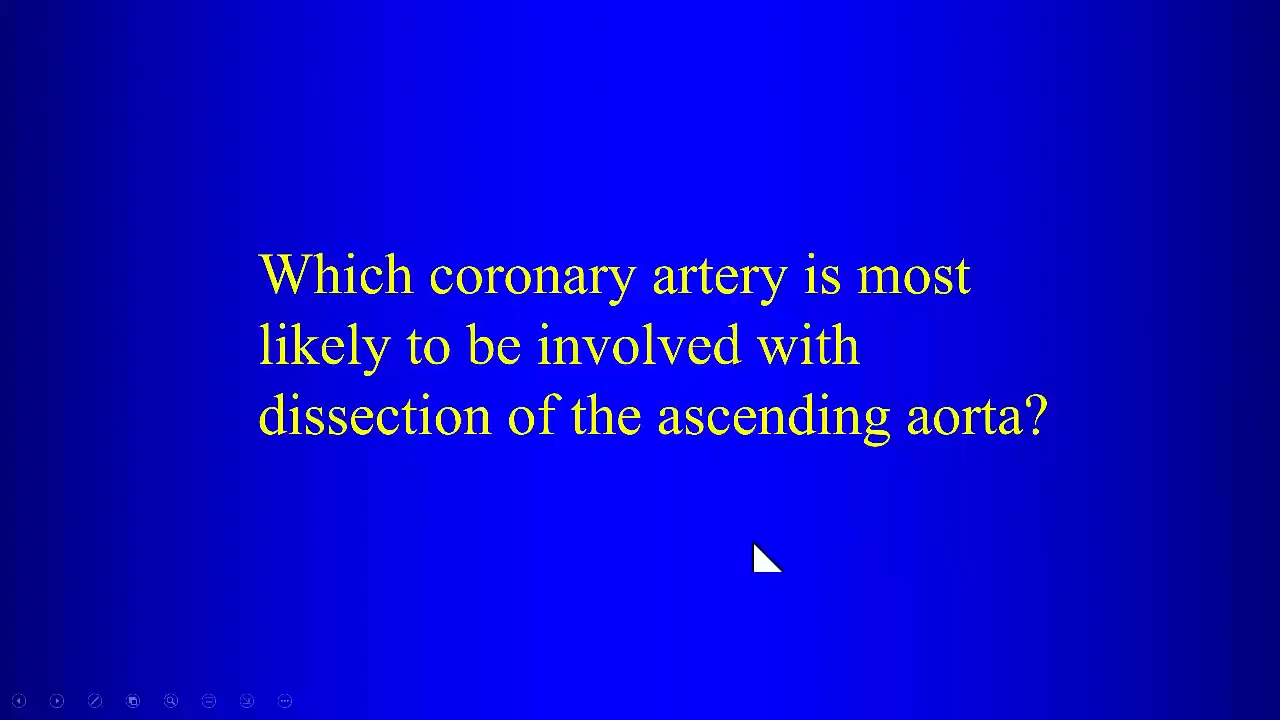 Which coronary artery is most
likely to be involved with
dissection of the ascending aorta?